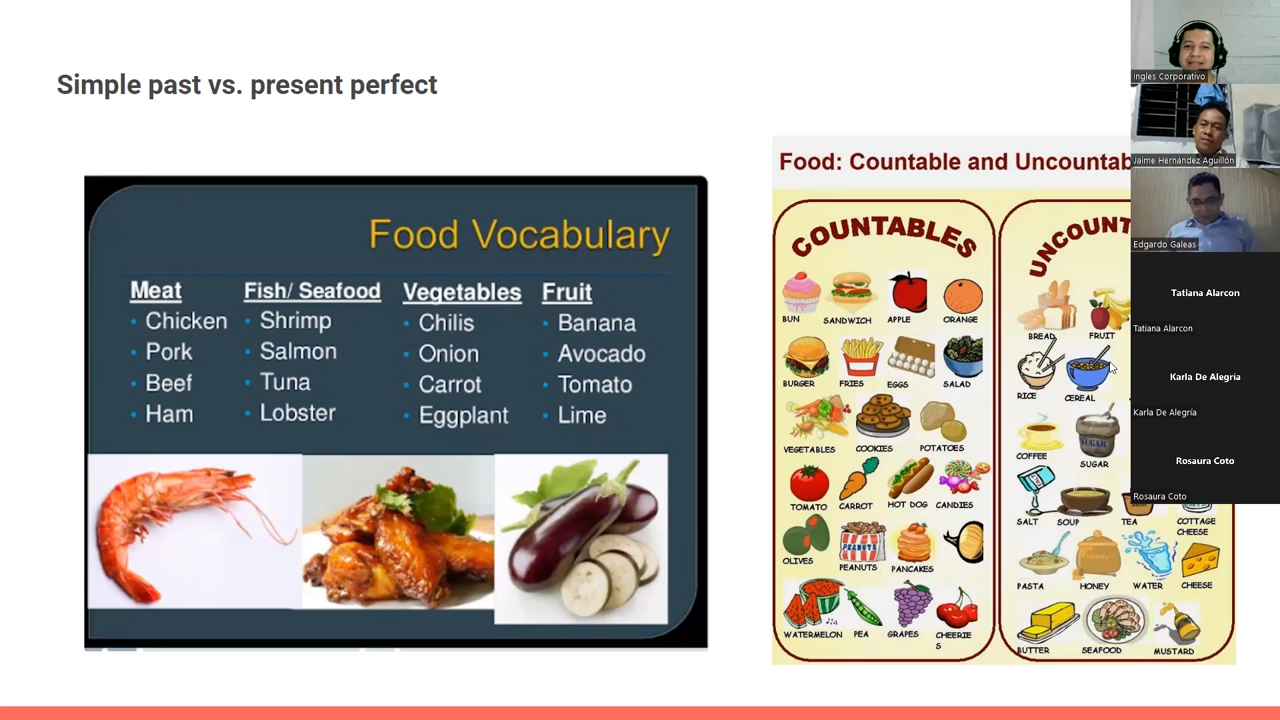 Simple past vs. present perfect
Food Vocabulary
Meat
• Chicken
• Pork
• Beef
• Ham
Fish/ Seafood
• Shrimp
• Salmon
• Tuna
• Lobster
Vegetables
• Chilis
• Onion
• Carrot
• Eggplant
Fruit
• Banana
• Avocado
• Tomato
• Lime
Food: Countable and Uncountab
COUNTABLES
BUN SANDWICH APPLE ORANGE
BURGER FRIES EGGS SALAD
VEGETABLES COOKIES POTATOES
TOMATO CARROT HOT DOG CANDIES
OLIVES PEANUTS PANCAKES
PEANUTS
WATERMELON PEA GRAPES CHEERIE
S
UNCOUNT
BREAD FRUIT
RICE CEREAL
COFFEE SUGAR
SUGAR
SALT SOUP TEA COTTAGE
CHEESE
PASTA HONEY WATER CHEESE
BUTTER SEAFOOD MUSTARD
Ingles Corporativo
Jaime Hernández Aguillón
Edgardo Galeas
Tatiana Alarcon
Tatiana Alarcon
Karla De Alegría
Karla De Alegría
Rosaura Coto
Rosaura Coto